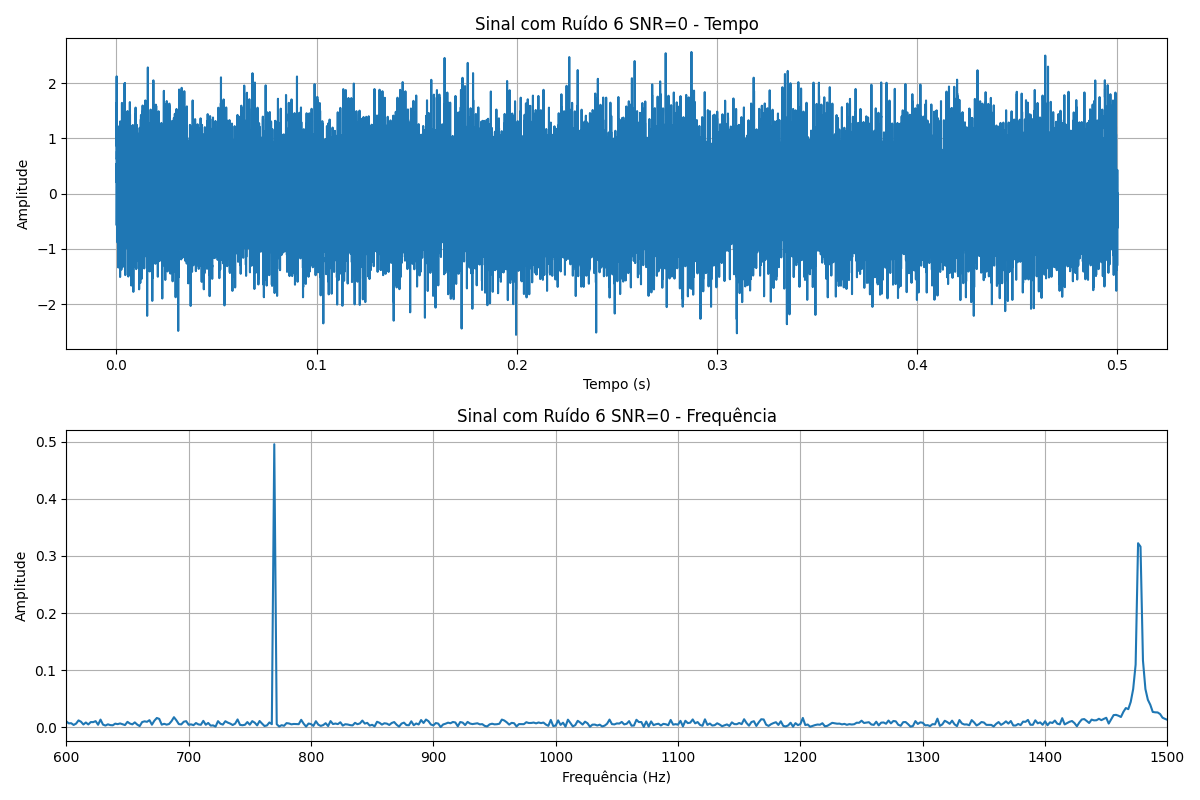 Sinal com Ruído 6 SNR=0 - Tempo
Amplitude
2
1
0
−1
−2
0.0 0.1 0.2 0.3 0.4 0.5
Tempo (s)
Sinal com Ruído 6 SNR=0 - Frequência
Amplitude
0.5
0.4
0.3
0.2
0.1
0.0
600 700 800 900 1000 1100 1200 1300 1400 1500
Frequência (Hz)